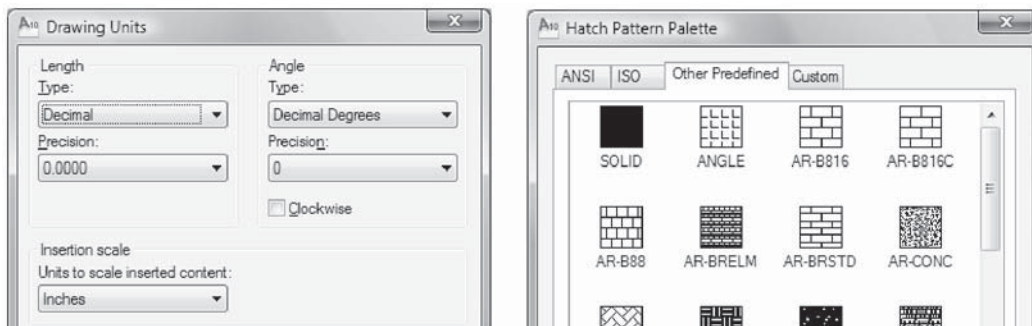 A10 Drawing Units
Length
Type:
Decimal
Precision:
0.0000
Angle
Type:
Decimal Degrees
Precision:
0
Clockwise
Insertion scale
Units to scale inserted content:
Inches
A10 Hatch Pattern Palette
ANSI ISO Other Predefined Custom
SOLID ANGLE AR-B816 AR-B816C
AR-B88 AR-BRELM AR-BRSTD AR-CONC